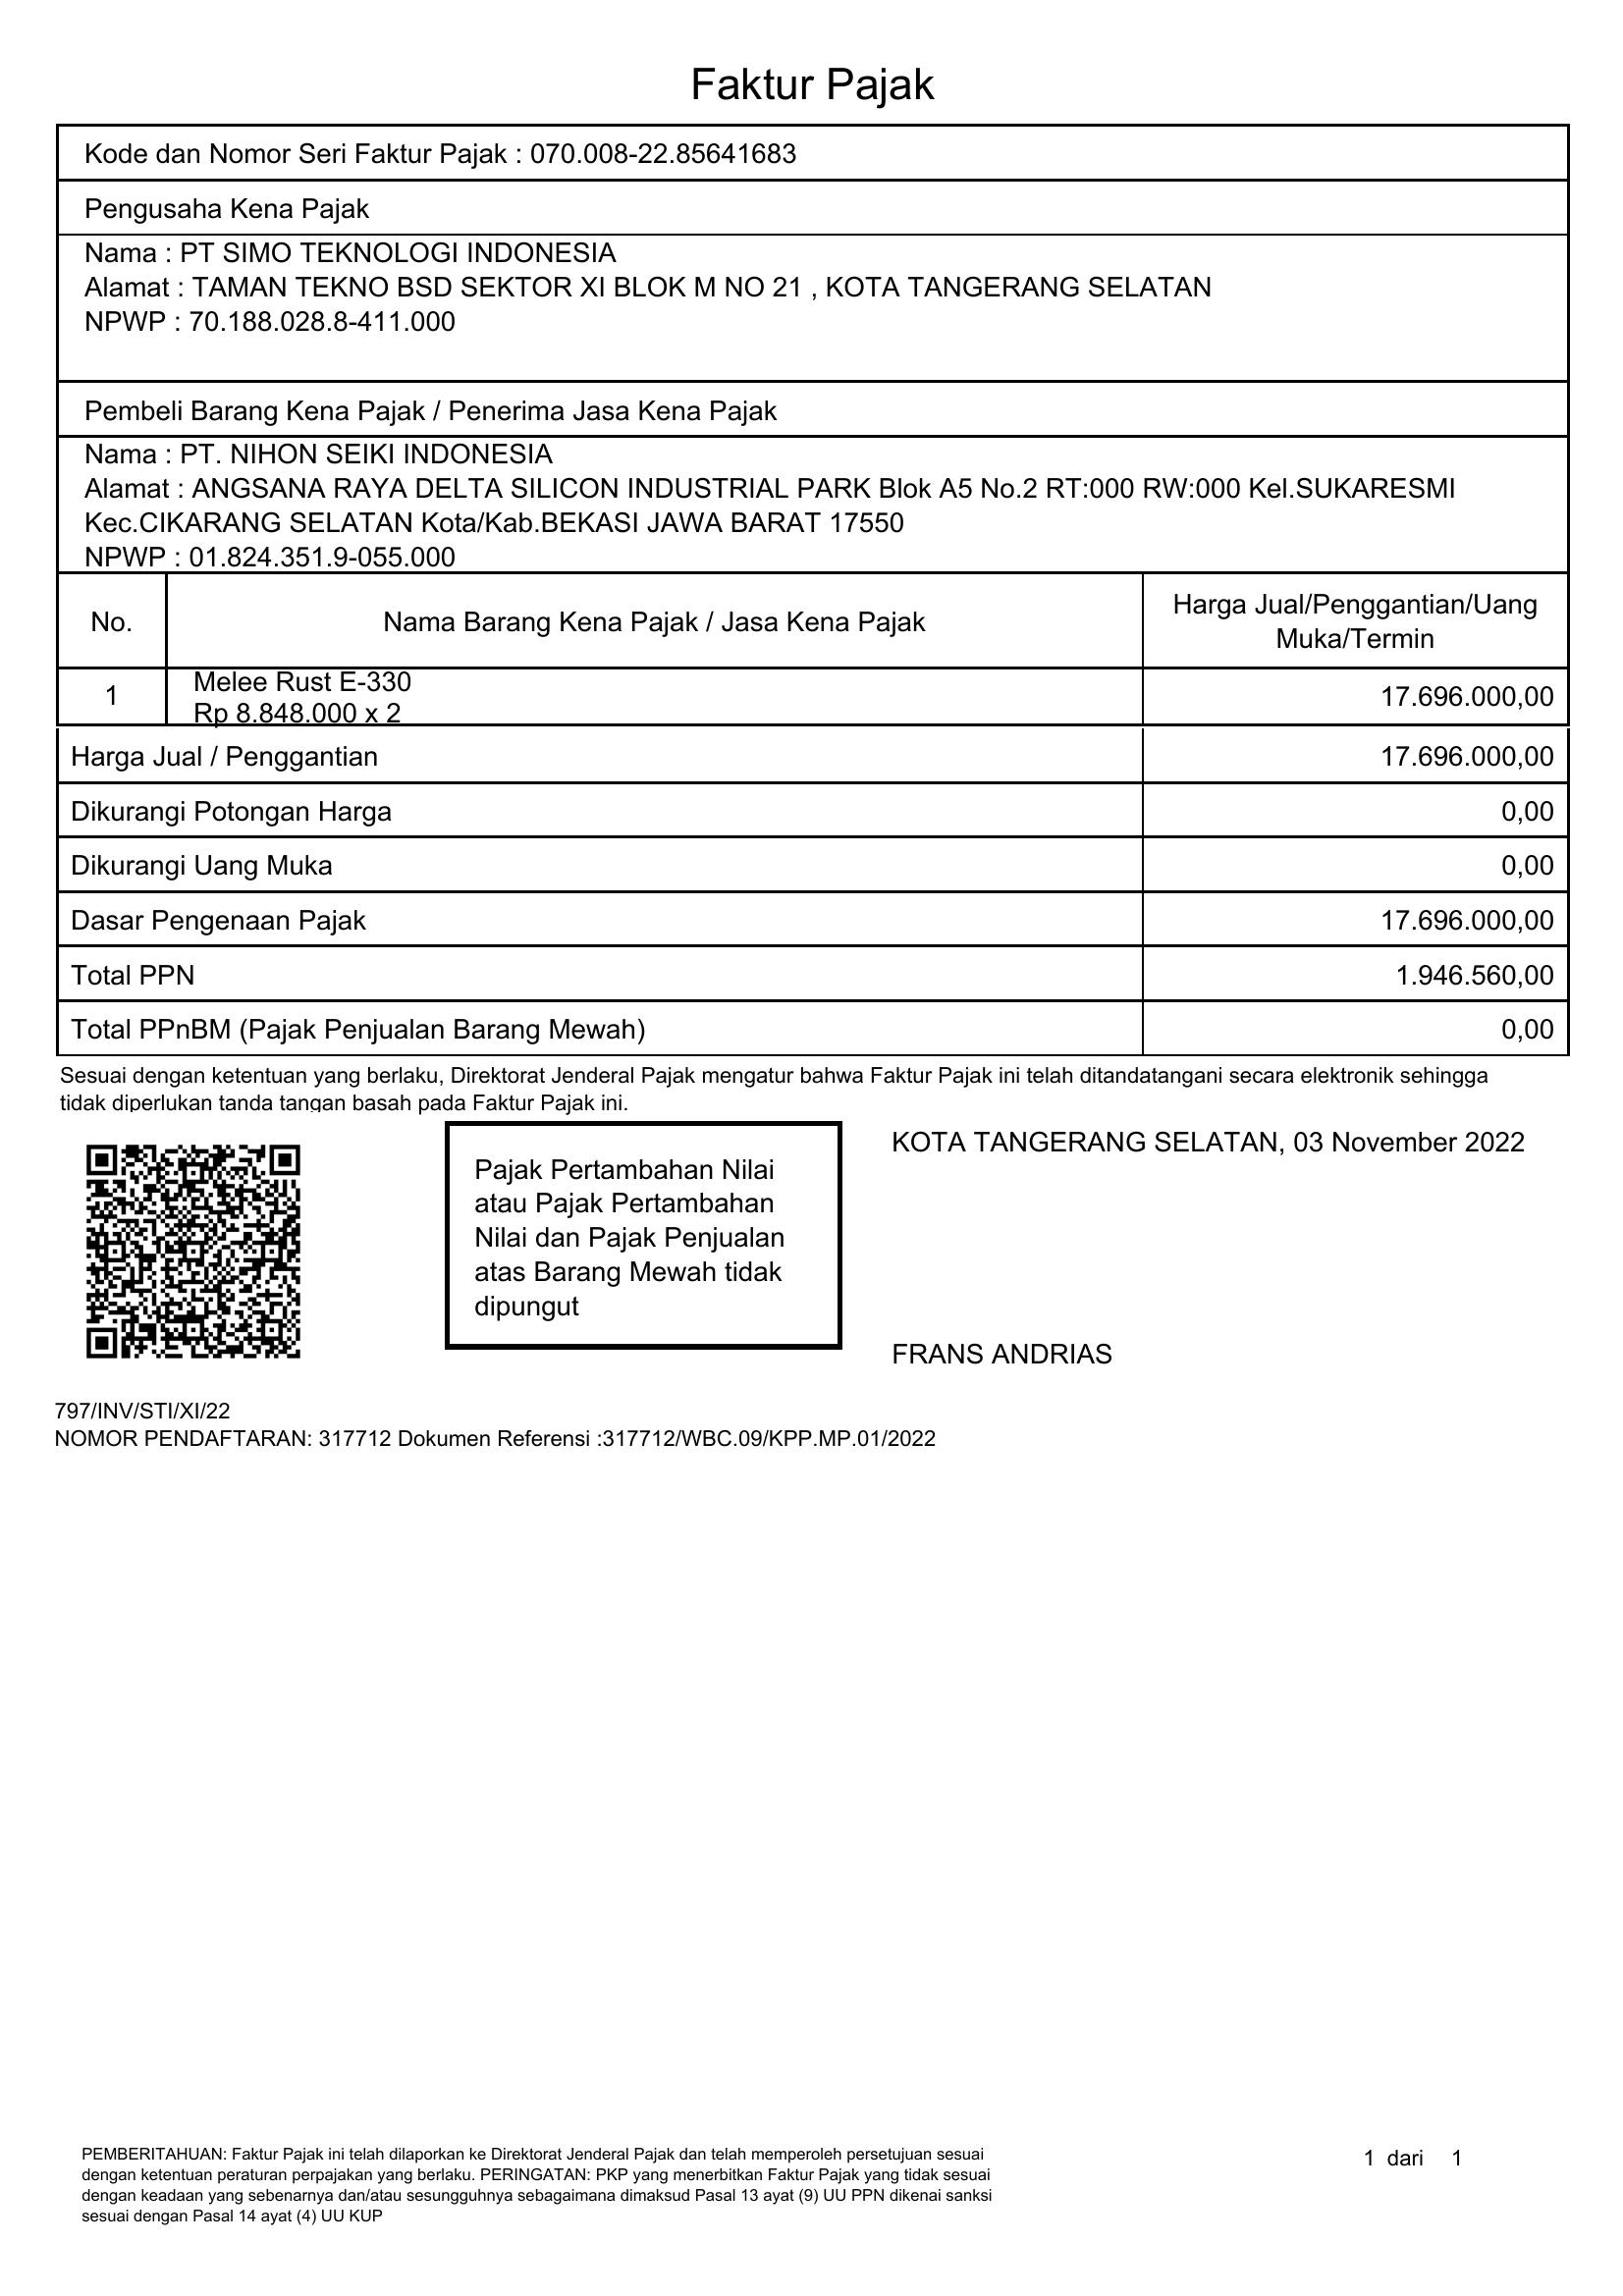 Faktur Pajak
Kode dan Nomor Seri Faktur Pajak : 070.008-22.85641683
Pengusaha Kena Pajak
Nama : PT SIMO TEKNOLOGI INDONESIA
Alamat : TAMAN TEKNO BSD SEKTOR XI BLOK M NO 21 , KOTA TANGERANG SELATAN
NPWP : 70.188.028.8-411.000
Pembeli Barang Kena Pajak / Penerima Jasa Kena Pajak
Nama : PT. NIHON SEIKI INDONESIA
Alamat : ANGSANA RAYA DELTA SILICON INDUSTRIAL PARK Blok A5 No.2 RT:000 RW:000 Kel.SUKARESMI
Kec.CIKARANG SELATAN Kota/Kab.BEKASI JAWA BARAT 17550
NPWP : 01.824.351.9-055.000
No.
Nama Barang Kena Pajak / Jasa Kena Pajak
Harga Jual/Penggantian/Uang
Muka/Termin
1
Melee Rust E-330
Rp 8.848.000 x 2
17.696.000,00
Harga Jual / Penggantian 17.696.000,00
Dikurangi Potongan Harga 0,00
Dikurangi Uang Muka 0,00
Dasar Pengenaan Pajak 17.696.000,00
Total PPN 1.946.560,00
Total PPnBM (Pajak Penjualan Barang Mewah) 0,00
Sesuai dengan ketentuan yang berlaku, Direktorat Jenderal Pajak mengatur bahwa Faktur Pajak ini telah ditandatangani secara elektronik sehingga
tidak diperlukan tanda tangan basah pada Faktur Pajak ini.
Pajak Pertambahan Nilai
atau Pajak Pertambahan
Nilai dan Pajak Penjualan
atas Barang Mewah tidak
dipungut
KOTA TANGERANG SELATAN, 03 November 2022
FRANS ANDRIAS
797/INV/STI/XI/22
NOMOR PENDAFTARAN: 317712 Dokumen Referensi :317712/WBC.09/KPP.MP.01/2022
PEMBERITAHUAN: Faktur Pajak ini telah dilaporkan ke Direktorat Jenderal Pajak dan telah memperoleh persetujuan sesuai
dengan ketentuan peraturan perpajakan yang berlaku. PERINGATAN: PKP yang menerbitkan Faktur Pajak yang tidak sesuai
dengan keadaan yang sebenarnya dan/atau sesungguhnya sebagaimana dimaksud Pasal 13 ayat (9) UU PPN dikenai sanksi
sesuai dengan Pasal 14 ayat (4) UU KUP
1 dari 1